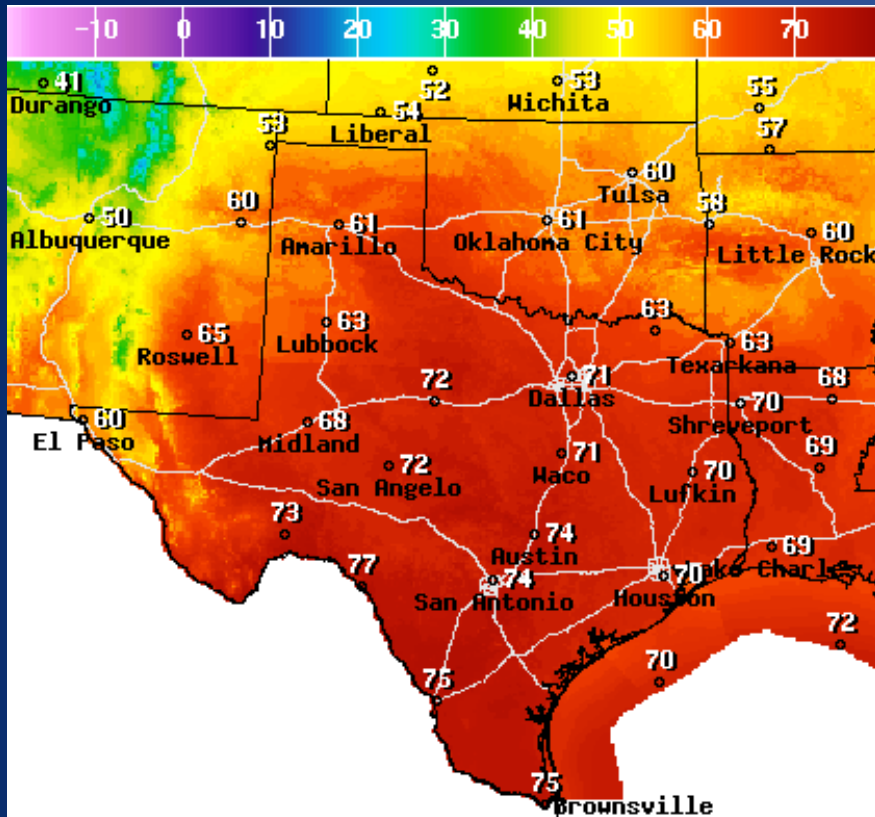 -10 0 10 20 30 40 50 60 70
41
Durango
52
53
Wichita
55
54
Liberal
53
57
60
Tulsa
50
Albuquerque
60
61
Amarillo
61
Oklahoma City
58
60
Little Rock
65
Roswell
63
Lubbock
63
63
Texarkana
71
Dallas
72
70
Shreveport
68
60
El Paso
68
Midland
72
San Angelo
71
Waco
70
Lufkin
69
73
74
Austin
69
Lake Charles
77
74
San Antonio
70
Houston
72
70
75
75
Brownsville